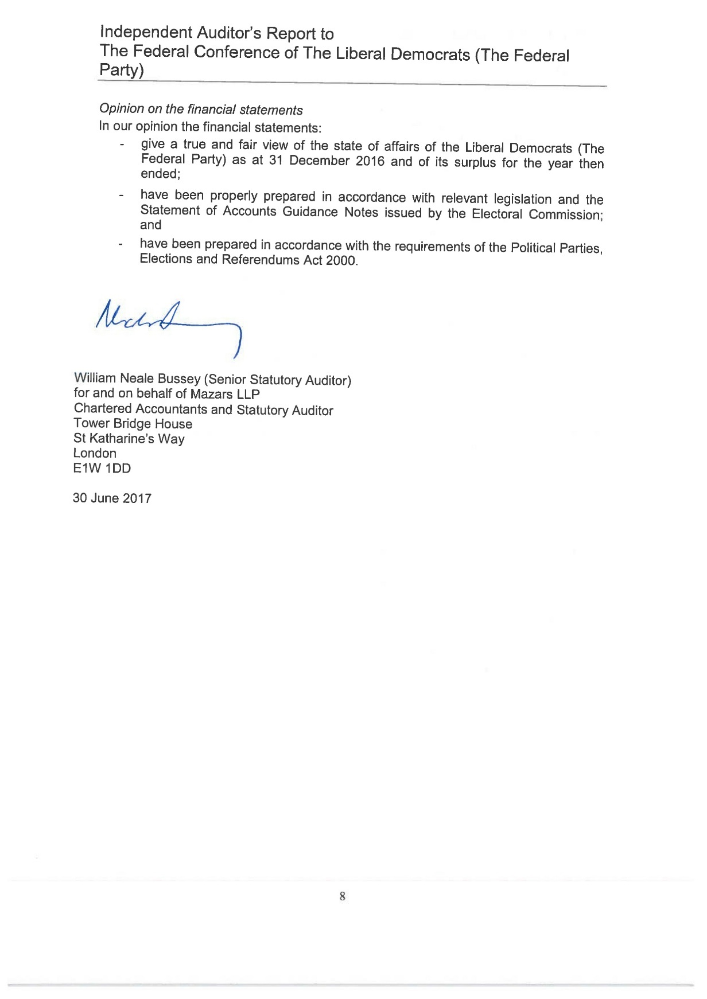 Independent Auditor's Report to
The Federal Conference of The Liberal Democrats (The Federal
Party)
Opinion on the financial statements
In our opinion the financial statements:
- give a true and fair view of the state of affairs of the Liberal Democrats (The
Federal Party) as at 31 December 2016 and of its surplus for the year then
ended;
- have been properly prepared in accordance with relevant legislation and the
Statement of Accounts Guidance Notes issued by the Electoral Commission;
and
- have been prepared in accordance with the requirements of the Political Parties,
Elections and Referendums Act 2000.
William Neale Bussey (Senior Statutory Auditor)
for and on behalf of Mazars LLP
Chartered Accountants and Statutory Auditor
Tower Bridge House
St Katharine's Way
London
E1W 1DD
30 June 2017
8